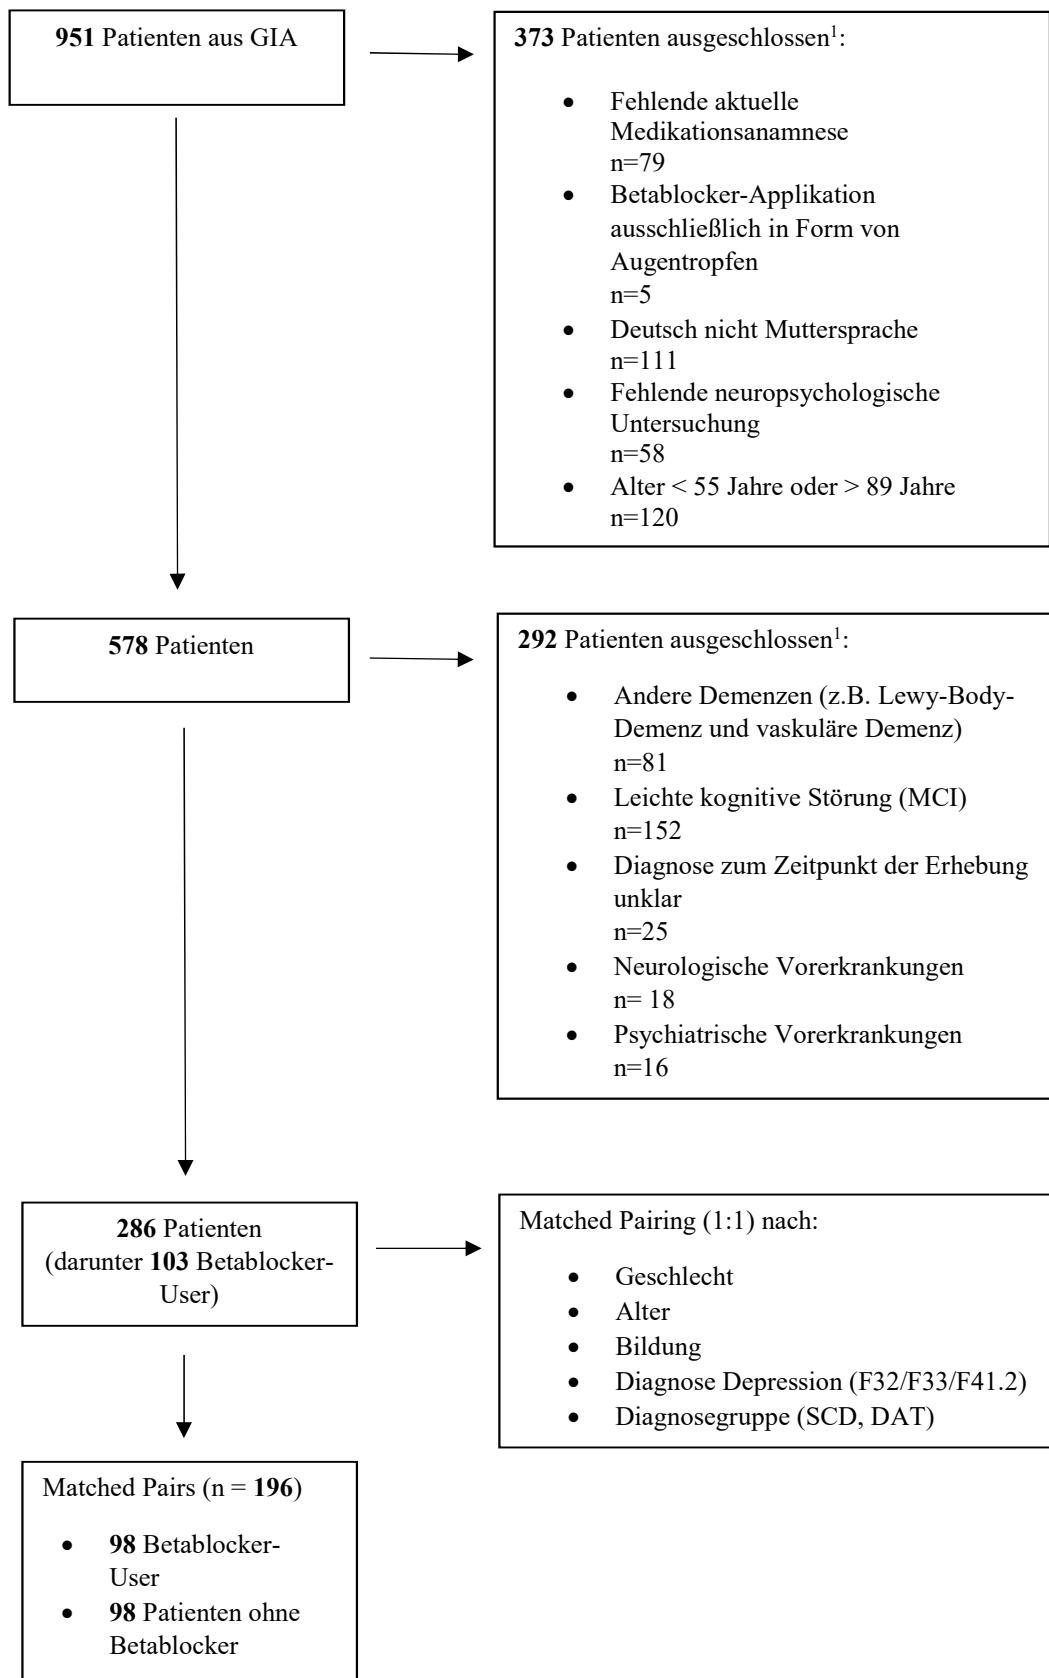 951 Patienten aus GIA
373 Patienten ausgeschlossen¹:
• Fehlende aktuelle
Medikationsanamnese
n=79
• Betablocker-Applikation
ausschließlich in Form von
Augentropfen
n=5
• Deutsch nicht Muttersprache
n=111
• Fehlende neuropsychologische
Untersuchung
n=58
• Alter < 55 Jahre oder > 89 Jahre
n=120
578 Patienten
292 Patienten ausgeschlossen¹:
• Andere Demenzen (z.B. Lewy-Body-
Demenz und vaskuläre Demenz)
n=81
• Leichte kognitive Störung (MCI)
n=152
• Diagnose zum Zeitpunkt der Erhebung
unklar
n=25
• Neurologische Vorerkrankungen
n= 18
• Psychiatrische Vorerkrankungen
n=16
286 Patienten
(darunter 103 Betablocker-
User)
Matched Pairing (1:1) nach:
• Geschlecht
• Alter
• Bildung
• Diagnose Depression (F32/F33/F41.2)
• Diagnosegruppe (SCD, DAT)
Matched Pairs (n = 196)
• 98 Betablocker-
User
• 98 Patienten ohne
Betablocker